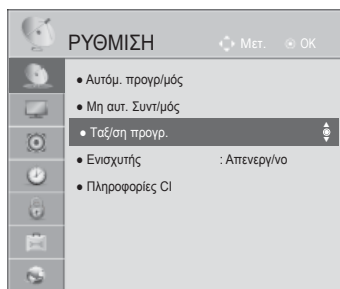 ΡΥΘΜΙΣΗ Μετ. OK
● Αυτόμ. προγρ/μός
● Μη αυτ. Συντ/μός
● Ταξ/ση προγρ.
● Ενισχυτής : Απενεργ/νο
● Πληροφορίες CI